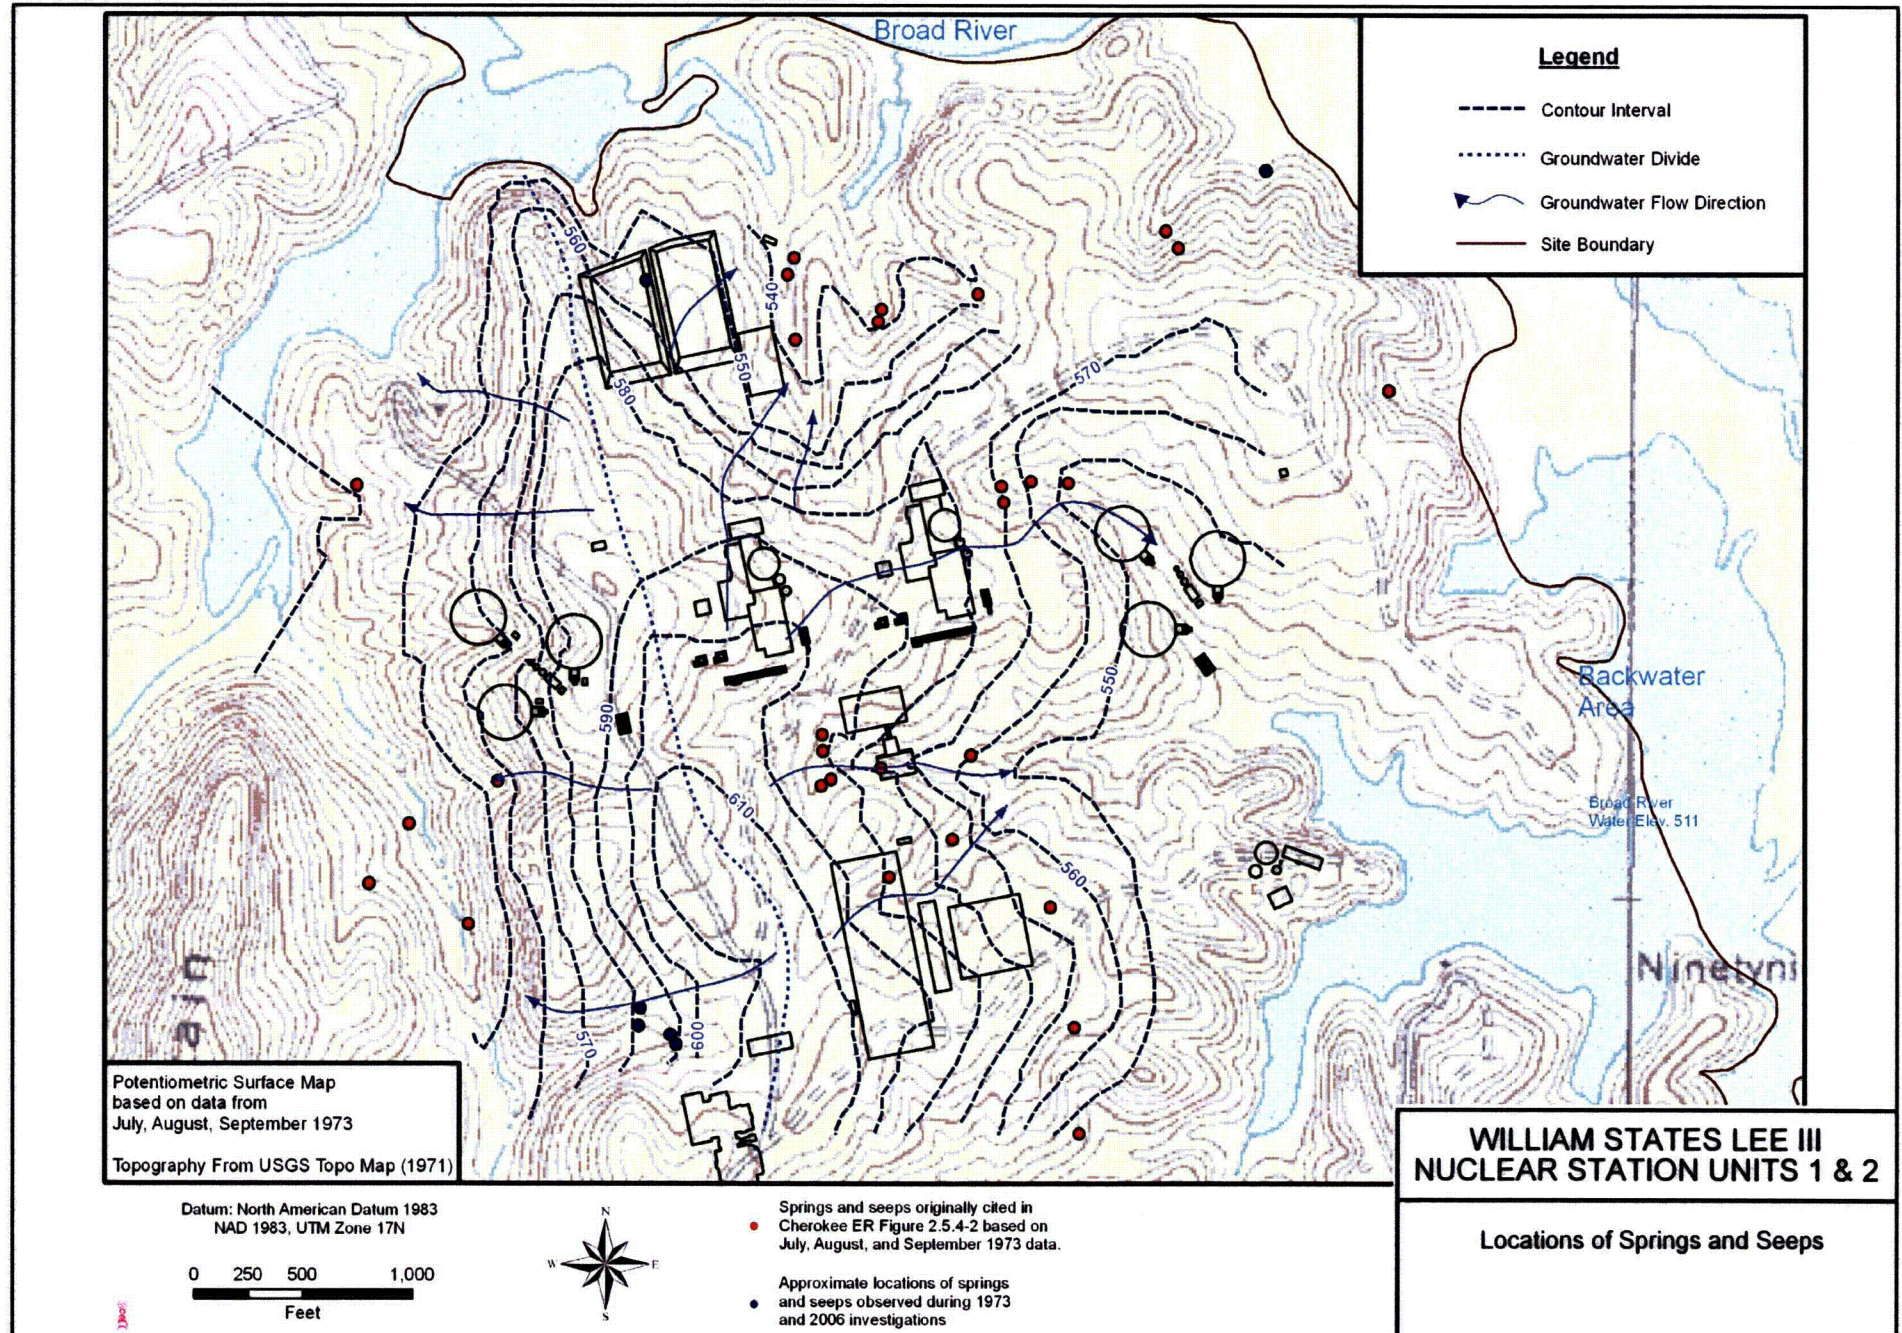 Broad River
Legend
Contour Interval
Groundwater Divide
Groundwater Flow Direction
Site Boundary
560
540
550
580
570
590
550
610
560
570
600
Backwater
Area
Broad River
Water Elev. 511
Ninetyni
Potentiometric Surface Map
based on data from
July, August, September 1973
Topography From USGS Topo Map (1971)
WILLIAM STATES LEE III
NUCLEAR STATION UNITS 1 & 2
Locations of Springs and Seeps
Datum: North American Datum 1983
NAD 1983, UTM Zone 17N
0 250 500 1,000
Feet
N
W E
S
Springs and seeps originally cited in
Cherokee ER Figure 2.5.4-2 based on
July, August, and September 1973 data.
Approximate locations of springs
and seeps observed during 1973
and 2006 investigations